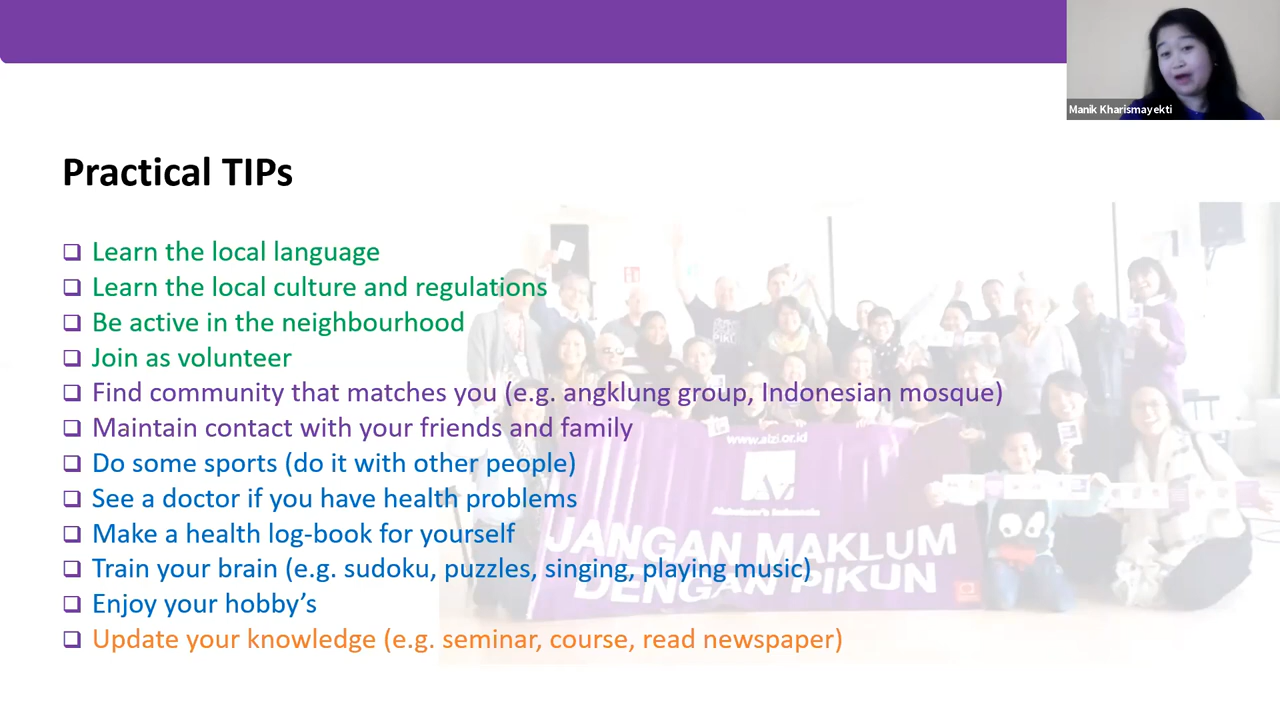 Manik Kharismayekti
Practical TIPs
Learn the local language
Learn the local culture and regulations
Be active in the neighbourhood
Join as volunteer
Find community that matches you (e.g. angklung group, Indonesian mosque)
Maintain contact with your friends and family
Do some sports (do it with other people)
See a doctor if you have health problems
Make a health log-book for yourself
Train your brain (e.g. sudoku, puzzles, singing, playing music)
Enjoy your hobby’s
Update your knowledge (e.g. seminar, course, read newspaper)
www.alzi.or.id
Alzheimer's Indonesia
JANGAN MAKLUM
DENGAN PIKUN